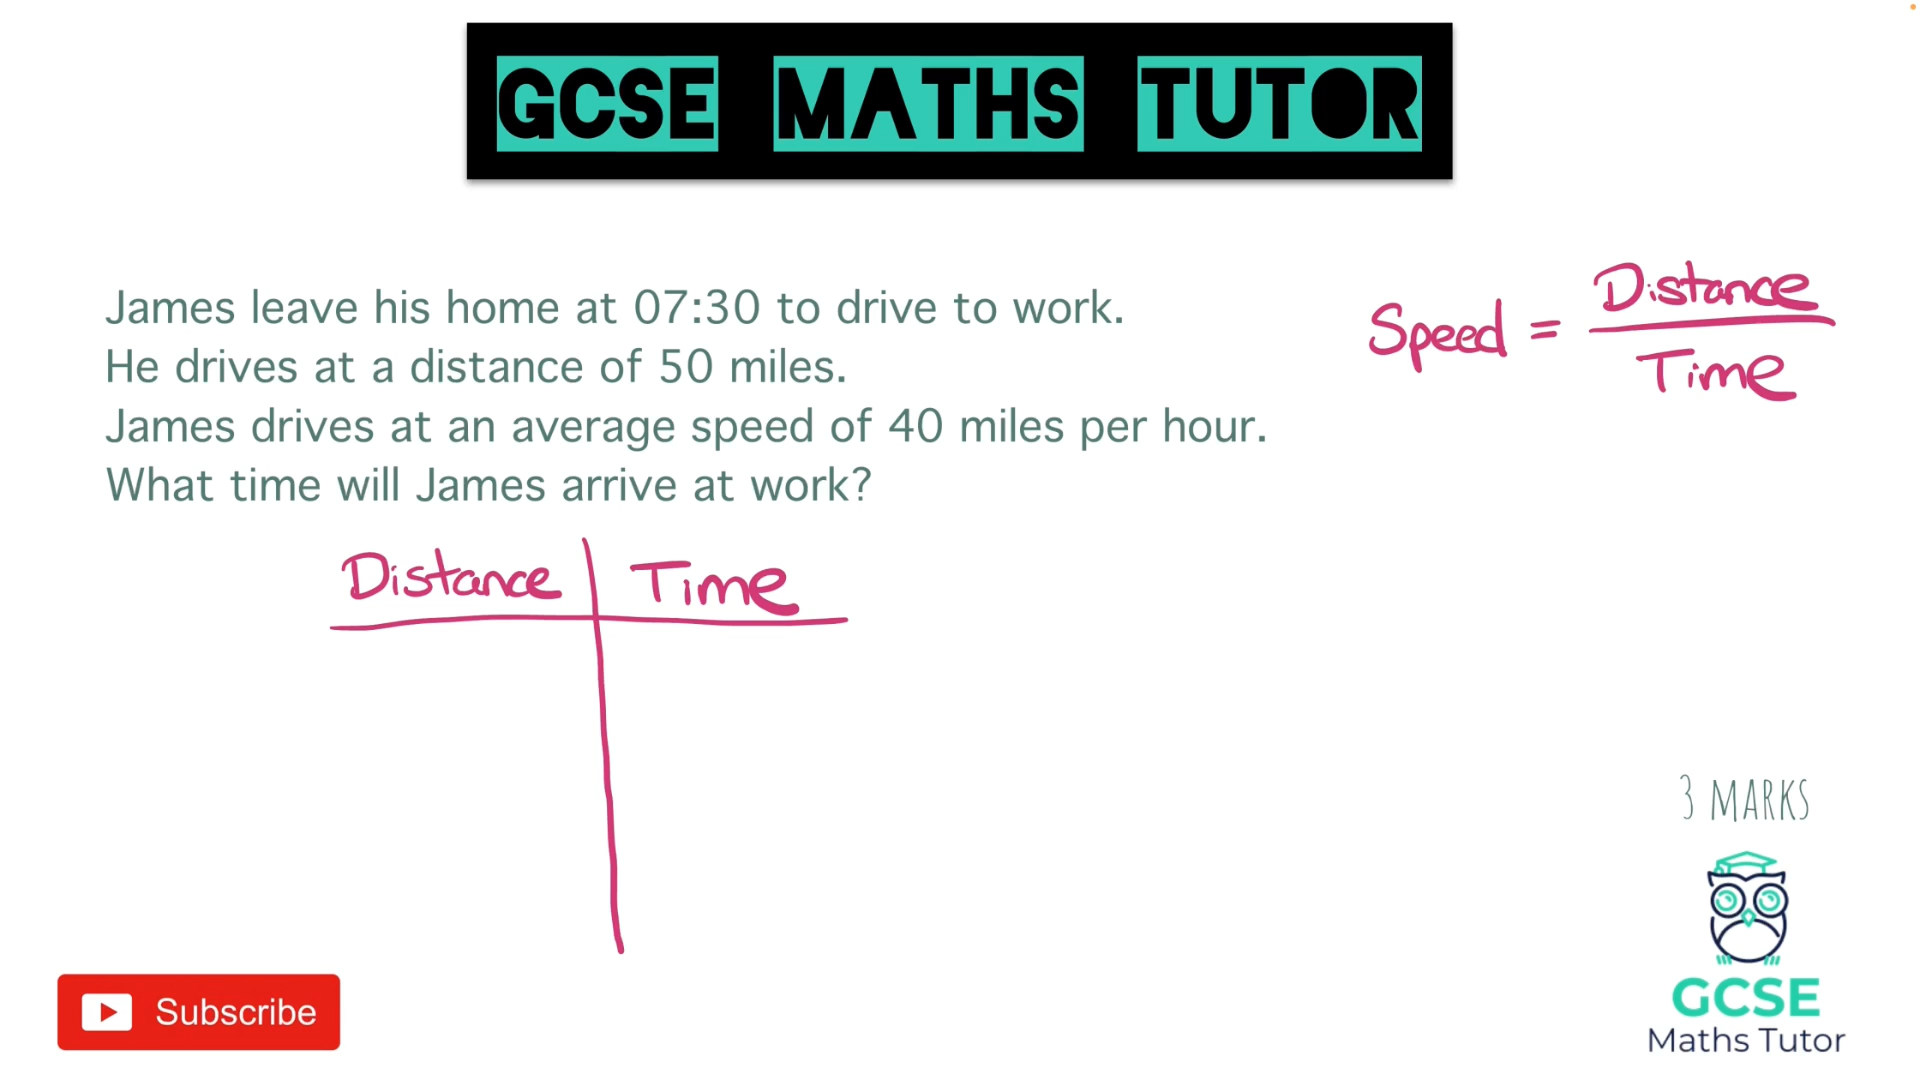 GCSE MATHS TUTOR
James leave his home at 07:30 to drive to work.
He drives at a distance of 50 miles.
James drives at an average speed of 40 miles per hour.
What time will James arrive at work?
Speed = Distance
Time
Distance Time
3 MARKS
Subscribe
GCSE
Maths Tutor